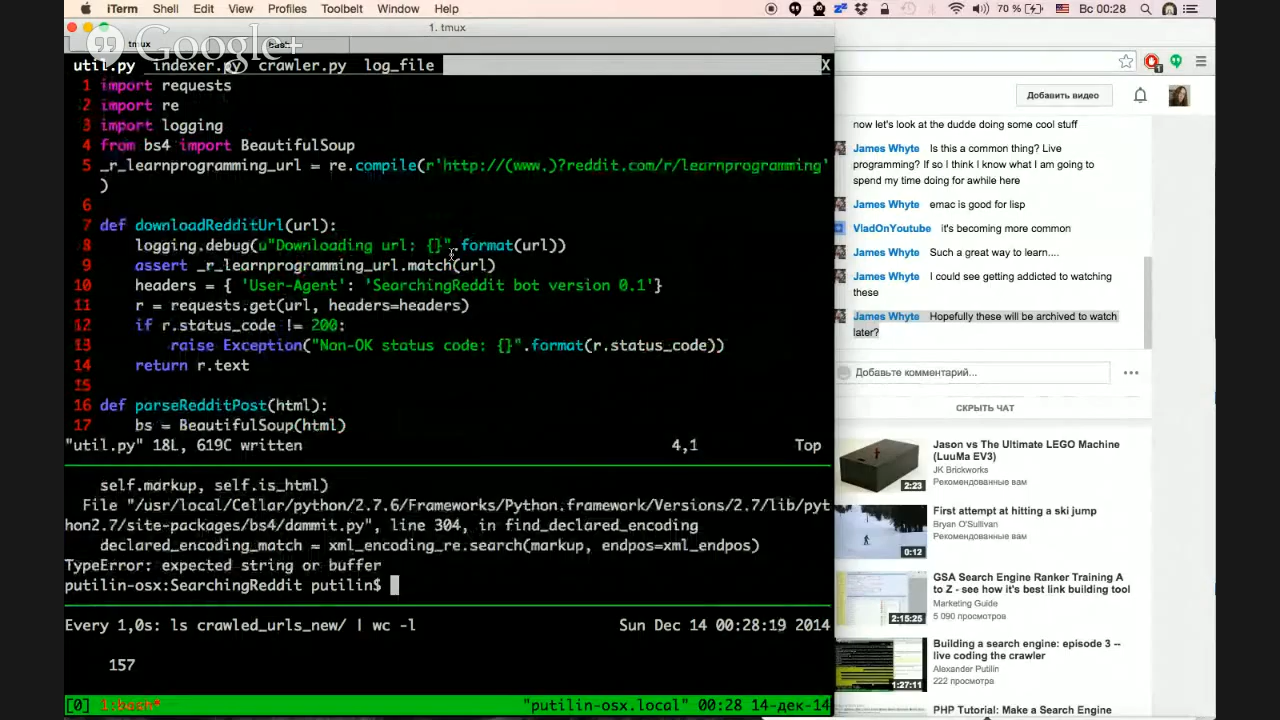 iTerm Shell Edit View Profiles Toolbelt Window Help 70 % Вс 00:28
1. tmux
tmux bash
Google+
util.py indexer.py crawler.py log_file X
1 import requests
2 import re
3 import logging
4 from bs4 import BeautifulSoup
5 _r_learnprogramming_url = re.compile(r'http://(www.)?reddit.com/r/learnprogramming'
)
6
7 def downloadRedditUrl(url):
8 logging.debug(u"Downloading url: {}".format(url))
9 assert _r_learnprogramming_url.match(url)
10 headers = { 'User-Agent': 'SearchingReddit bot version 0.1'}
11 r = requests.get(url, headers=headers)
12 if r.status_code != 200:
13 raise Exception("Non-OK status code: {}".format(r.status_code))
14 return r.text
15
16 def parseRedditPost(html):
17 bs = BeautifulSoup(html)
"util.py" 18L, 619C written 4,1 Top
self.markup, self.is_html)
File "/usr/local/Cellar/python/2.7.6/Frameworks/Python.framework/Versions/2.7/lib/pyt
hon2.7/site-packages/bs4/dammit.py", line 304, in find_declared_encoding
declared_encoding_match = xml_encoding_re.search(markup, endpos=xml_endpos)
TypeError: expected string or buffer
putilin-osx:SearchingReddit putilin$
Every 1,0s: ls crawled_urls_new/ | wc -l Sun Dec 14 00:28:19 2014
157
[0] 1:bash* "putilin-osx.local" 00:28 14-дек-14
Добавить видео
now let's look at the dudde doing some cool stuff
James Whyte Is this a common thing? Live
programming? If so I think I know what I am going to
spend my time doing for awhile here
James Whyte emac is good for lisp
VladOnYoutube it's becoming more common
James Whyte Such a great way to learn....
James Whyte I could see getting addicted to watching
these
James Whyte Hopefully these will be archived to watch
later?
Добавьте комментарий...
СКРЫТЬ ЧАТ
Jason vs The Ultimate LEGO Machine
(LuuMa EV3)
JK Brickworks
Рекомендованные вам
2:23
First attempt at hitting a ski jump
Bryan O'Sullivan
Рекомендованные вам
0:12
GSA Search Engine Ranker Training A
to Z - see how it's best link building tool
Marketing Guide
5 090 просмотров
2:15:25
Building a search engine: episode 3 --
live coding the crawler
Alexander Putilin
222 просмотра
1:27:11
PHP Tutorial: Make a Search Engine